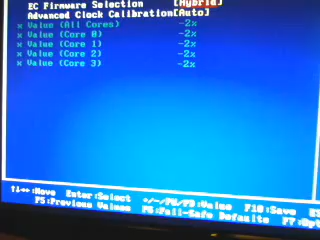 EC Firmware Selection [Hybrid]
Advanced Clock Calibration[Auto]
x Value (All Cores) -2x
x Value (Core 0) -2x
x Value (Core 1) -2x
x Value (Core 2) -2x
x Value (Core 3) -2x
↑↓→←:Move Enter:Select +/-/PU/PD:Value F10:Save
F5:Previous Values F6:Fail-Safe Defaults